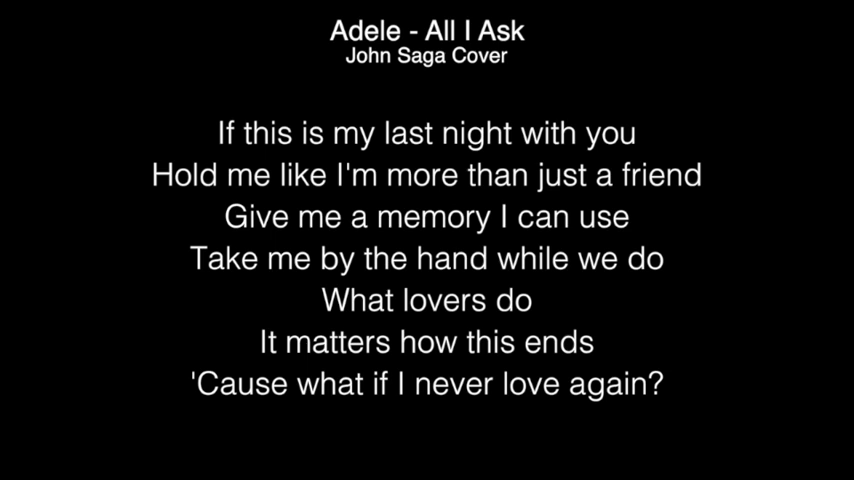 Adele - All I Ask
John Saga Cover
If this is my last night with you
Hold me like I'm more than just a friend
Give me a memory I can use
Take me by the hand while we do
What lovers do
It matters how this ends
'Cause what if I never love again?